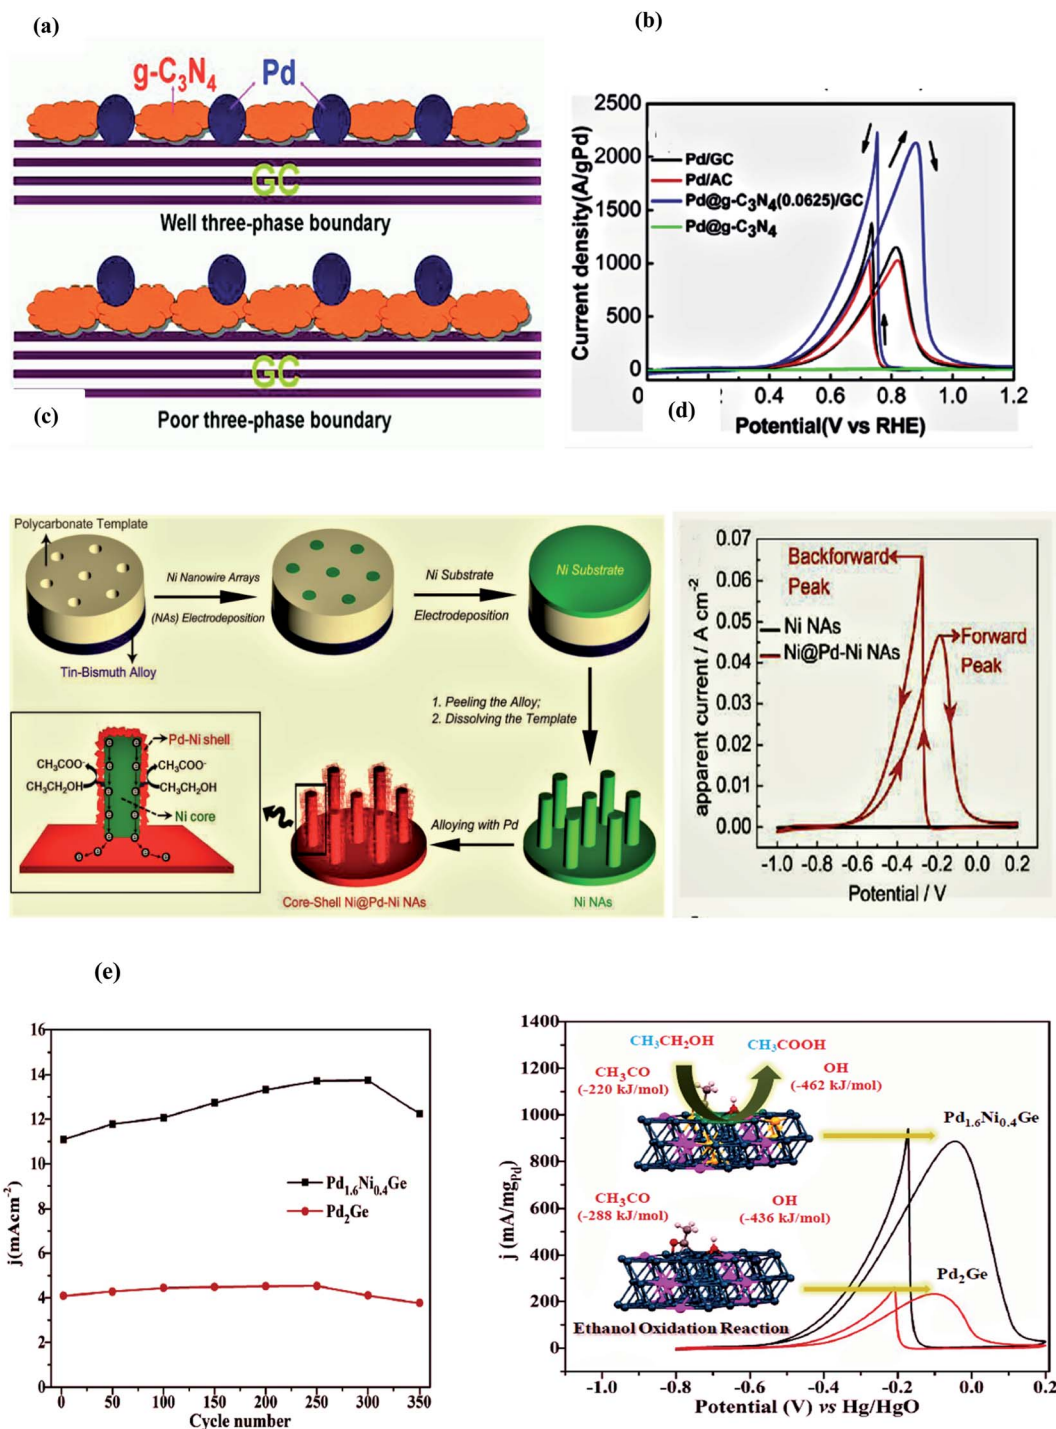 (a)
g-C₃N₄
Pd
GC
Well three-phase boundary
GC
Poor three-phase boundary
(b)
2500
2000
1500
1000
500
0
Current density(A/gPd)
Pd/GC
Pd/AC
Pd@g-C₃N₄(0.0625)/GC
Pd@g-C₃N₄
0.2 0.4 0.6 0.8 1.0 1.2
Potential(V vs RHE)
(c)
Polycarbonate Template
Tin-Bismuth Alloy
Ni Nanowire Arrays
(NAs) Electrodeposition
Ni Substrate
Electrodeposition
Ni Substrate
1. Peeling the Alloy;
2. Dissolving the Template
Ni NAs
Alloying with Pd
Core-Shell Ni@Pd-Ni NAs
Pd-Ni shell
CH₃COO⁻
CH₃COO⁻
CH₃CH₂OH
CH₃CH₂OH
Ni core
(d)
0.07
0.06
0.05
0.04
0.03
0.02
0.01
0.00
apparent current / A cm⁻²
Backforward
Peak
Ni NAs
Ni@Pd-Ni NAs
Forward
Peak
-1.0 -0.8 -0.6 -0.4 -0.2 0.0 0.2
Potential / V
(e)
16
14
12
10
8
6
4
2
0
j(mAcm⁻²)
Pd₁.₆Ni₀.₄Ge
Pd₂Ge
0 50 100 150 200 250 300 350
Cycle number
1400
1200
1000
800
600
400
200
0
j (mA/mgPd)
CH₃CH₂OH
CH₃COOH
CH₃CO
(-220 kJ/mol)
OH
(-462 kJ/mol)
Pd₁.₆Ni₀.₄Ge
CH₃CO
(-288 kJ/mol)
OH
(-436 kJ/mol)
Pd₂Ge
Ethanol Oxidation Reaction
-1.0 -0.8 -0.6 -0.4 -0.2 0.0 0.2
Potential (V) vs Hg/HgO